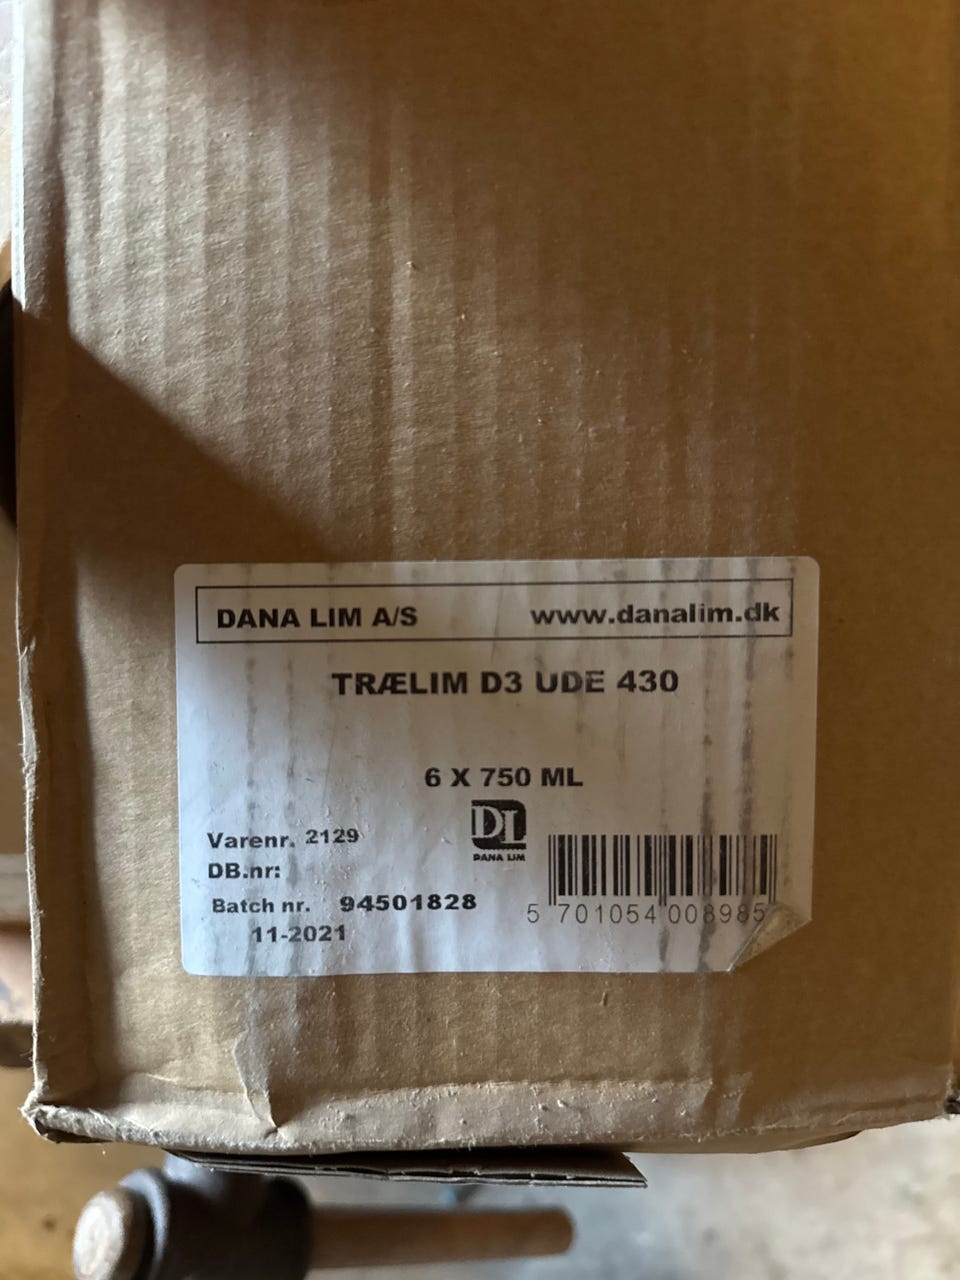 DANA LIM A/S www.danalim.dk
TRÆLIM D3 UDE 430
6 X 750 ML
DL
DANA LIM
Varenr. 2129
DB.nr:
Batch nr. 94501828
11-2021
5 701054 008985